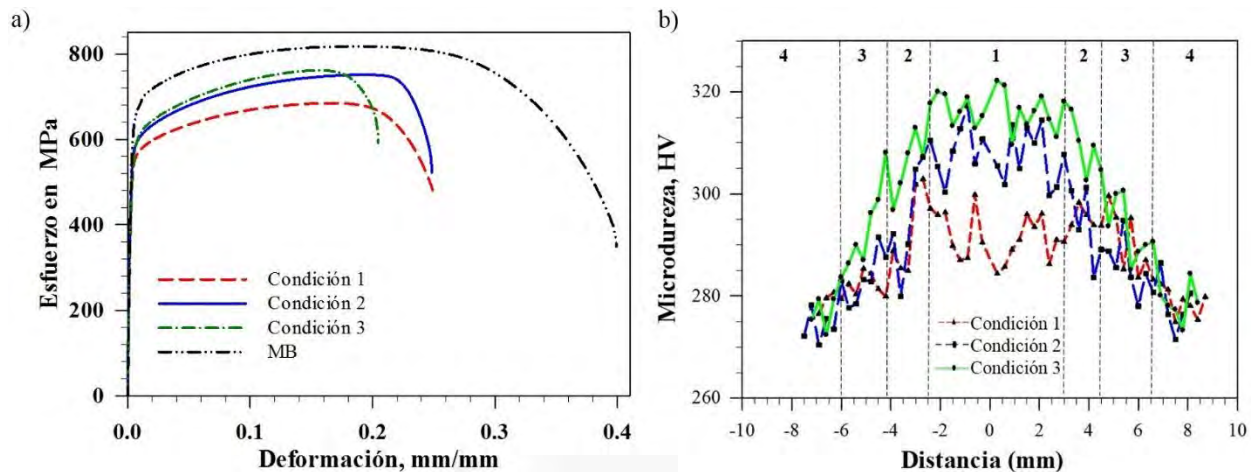 a)
800
600
400
200
0
Esfuerzo en MPa
Condición 1
Condición 2
Condición 3
MB
0.0 0.1 0.2 0.3 0.4
Deformación, mm/mm
b)
4 3 2 1 2 3 4
320
300
280
260
Microdureza, HV
Condición 1
Condición 2
Condición 3
-10 -8 -6 -4 -2 0 2 4 6 8 10
Distancia (mm)